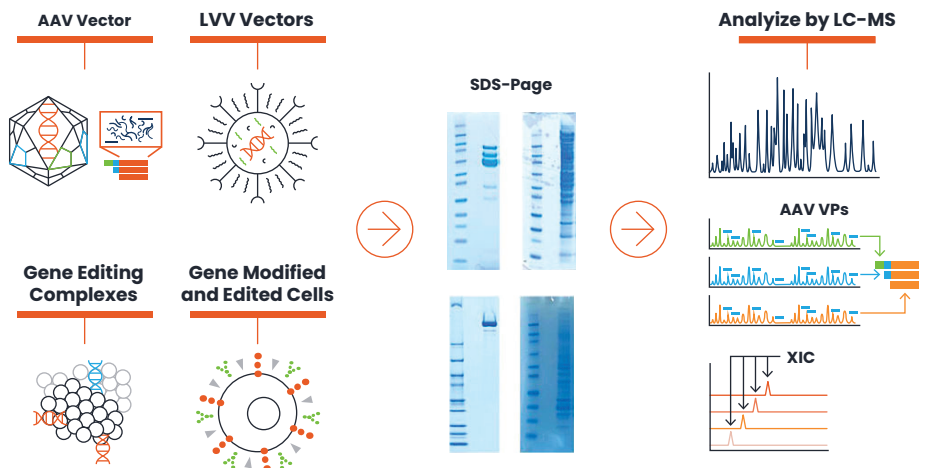 AAV Vector
LVV Vectors
Gene Editing
Complexes
Gene Modified
and Edited Cells
SDS-Page
Analyize by LC-MS
AAV VPs
XIC